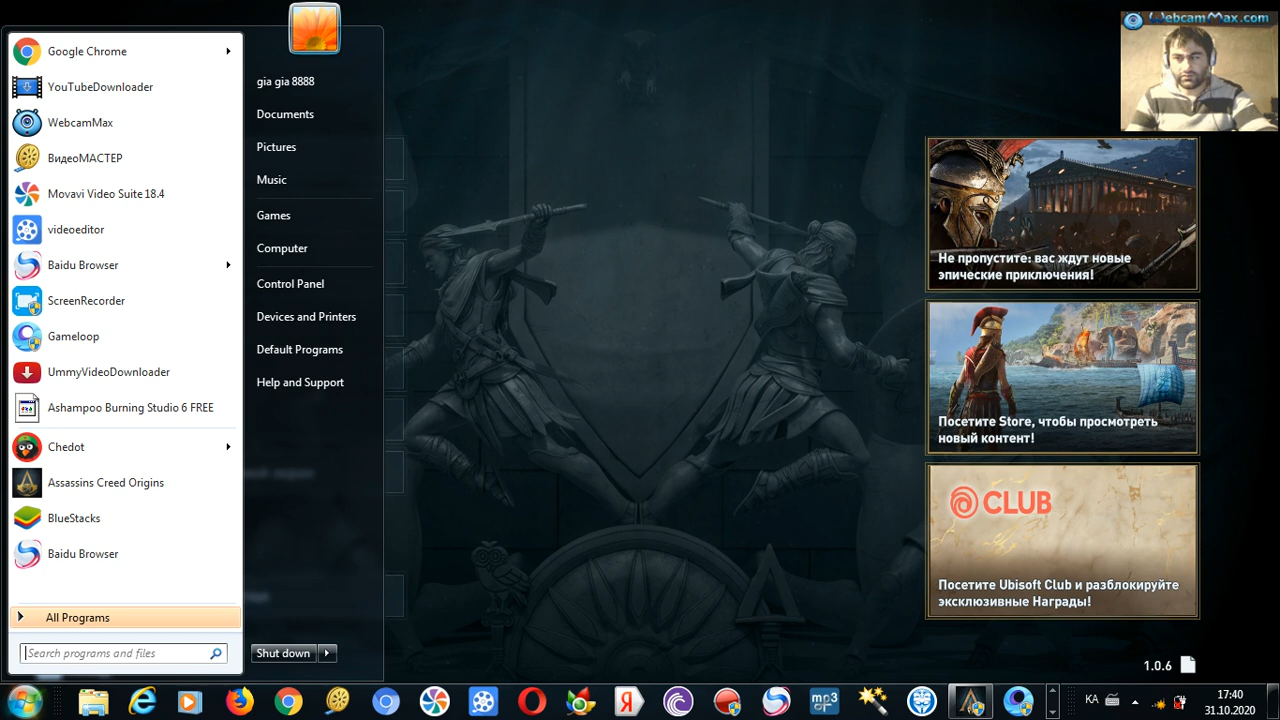 WebcamMax.com
Google Chrome
YouTubeDownloader
WebcamMax
ВидеоМАСТЕР
Movavi Video Suite 18.4
videoeditor
Baidu Browser
ScreenRecorder
Gameloop
UmmyVideoDownloader
Ashampoo Burning Studio 6 FREE
Chedot
Assassins Creed Origins
BlueStacks
Baidu Browser
All Programs
Search programs and files
gia gia 8888
Documents
Pictures
Music
Games
Computer
Control Panel
Devices and Printers
Default Programs
Help and Support
Shut down
Не пропустите: вас ждут новые
эпические приключения!
Посетите Store, чтобы просмотреть
новый контент!
CLUB
Посетите Ubisoft Club и разблокируйте
эксклюзивные Награды!
1.0.6
Я
mp3
KA
17:40
31.10.2020